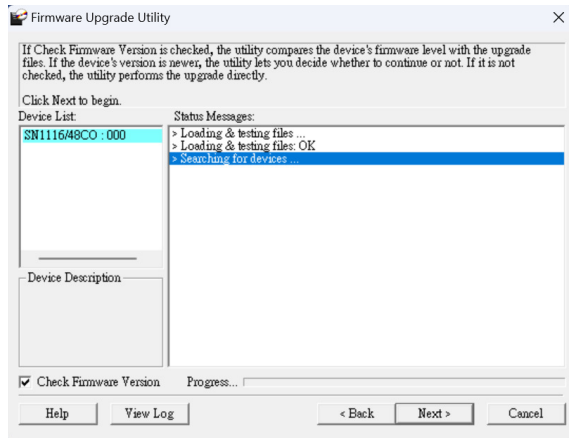 Firmware Upgrade Utility
If Check Firmware Version is checked, the utility compares the device's firmware level with the upgrade
files. If the device's version is newer, the utility lets you decide whether to continue or not. If it is not
checked, the utility performs the upgrade directly.
Click Next to begin.
Device List:
Status Messages:
SN1116/48CO : 000
> Loading & testing files ...
> Loading & testing files: OK
> Searching for devices ...
Device Description
Check Firmware Version
Progress...
Help
View Log
< Back
Next >
Cancel